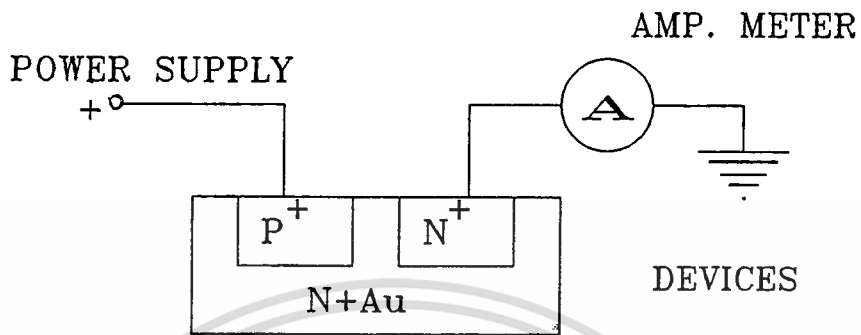 AMP. METER
POWER SUPPLY
+
A
P+
N+
N+Au
DEVICES